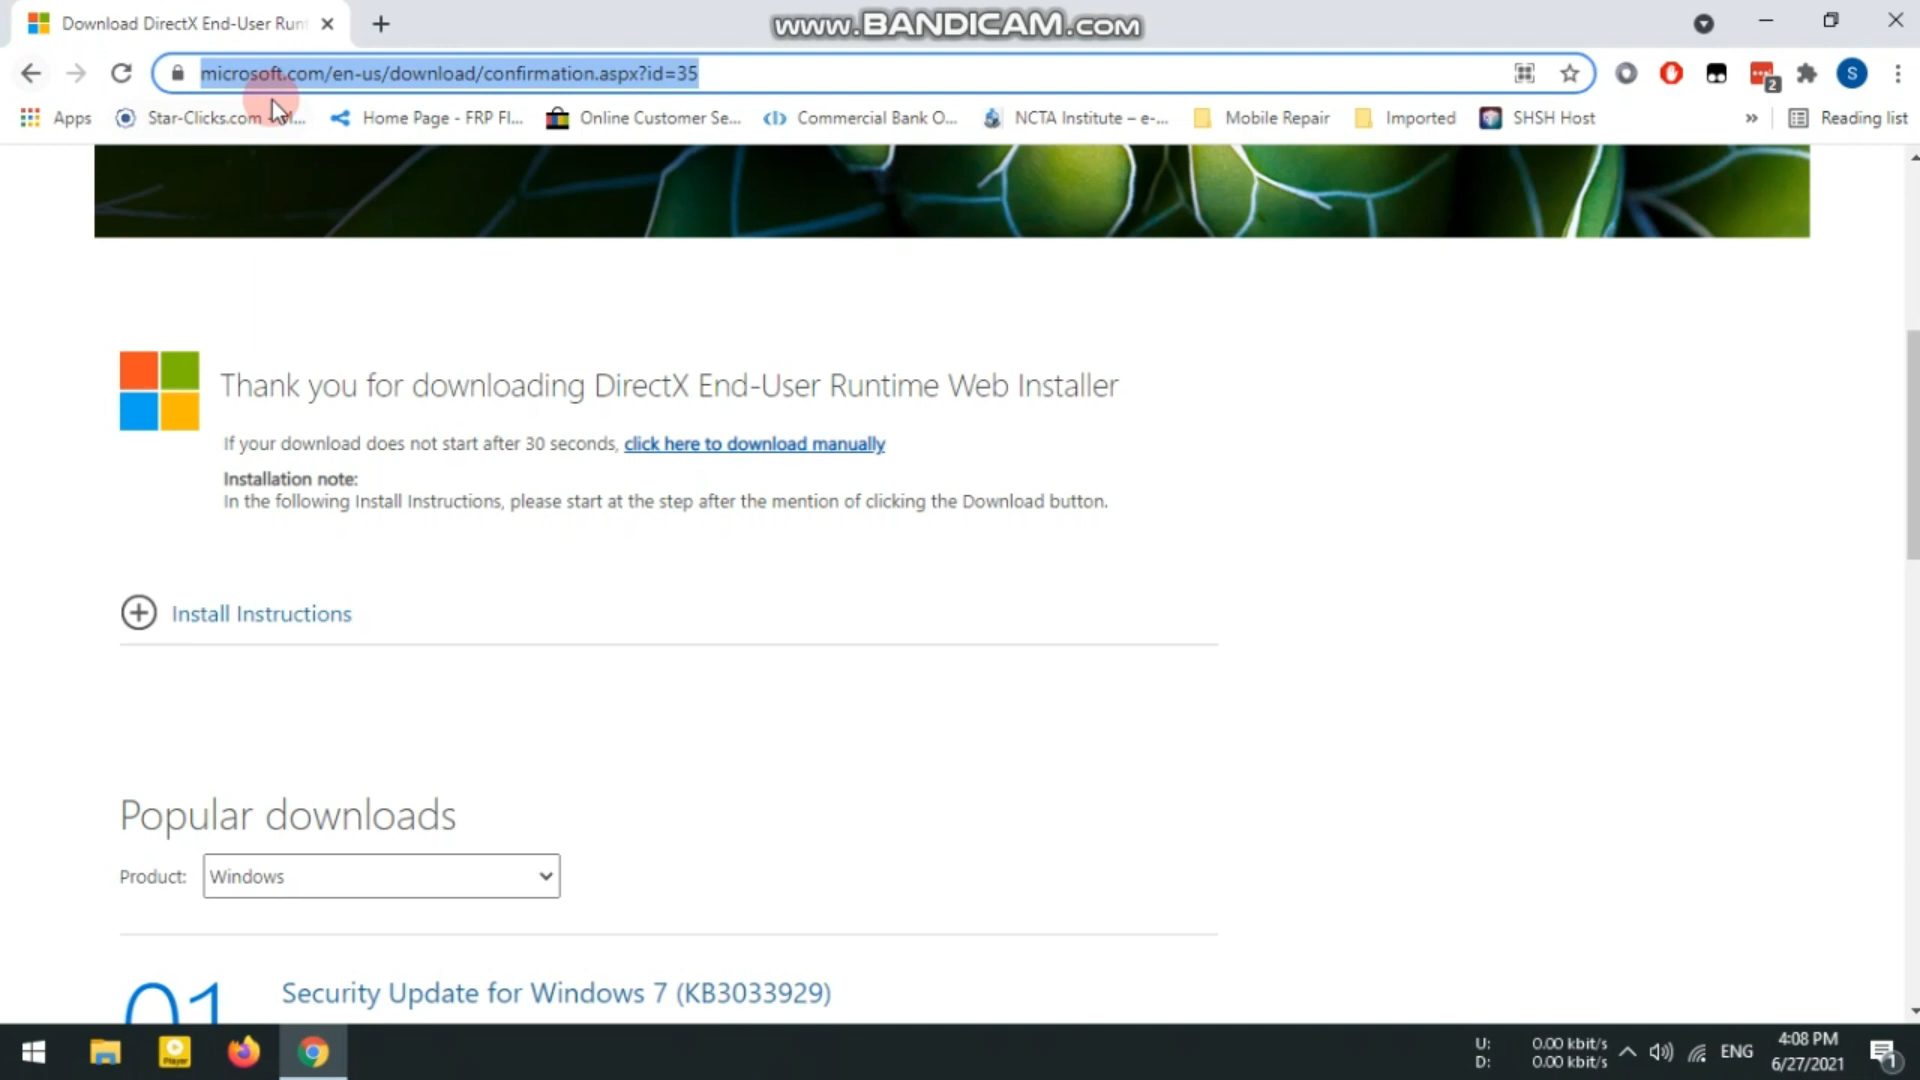 Download DirectX End-User Run
www.BANDICAM.com
microsoft.com/en-us/download/confirmation.aspx?id=35
S
2
Apps
Star-Clicks.com
Home Page - FRP Fl...
Online Customer Se...
Commercial Bank O...
NCTA Institute – e-...
Mobile Repair
Imported
SHSH Host
»
Reading list
Thank you for downloading DirectX End-User Runtime Web Installer
If your download does not start after 30 seconds, click here to download manually
Installation note:
In the following Install Instructions, please start at the step after the mention of clicking the Download button.
Install Instructions
Popular downloads
Product: Windows
01
Security Update for Windows 7 (KB3033929)
Player
U: 0.00 kbit/s
D: 0.00 kbit/s
ENG
4:08 PM
6/27/2021
1